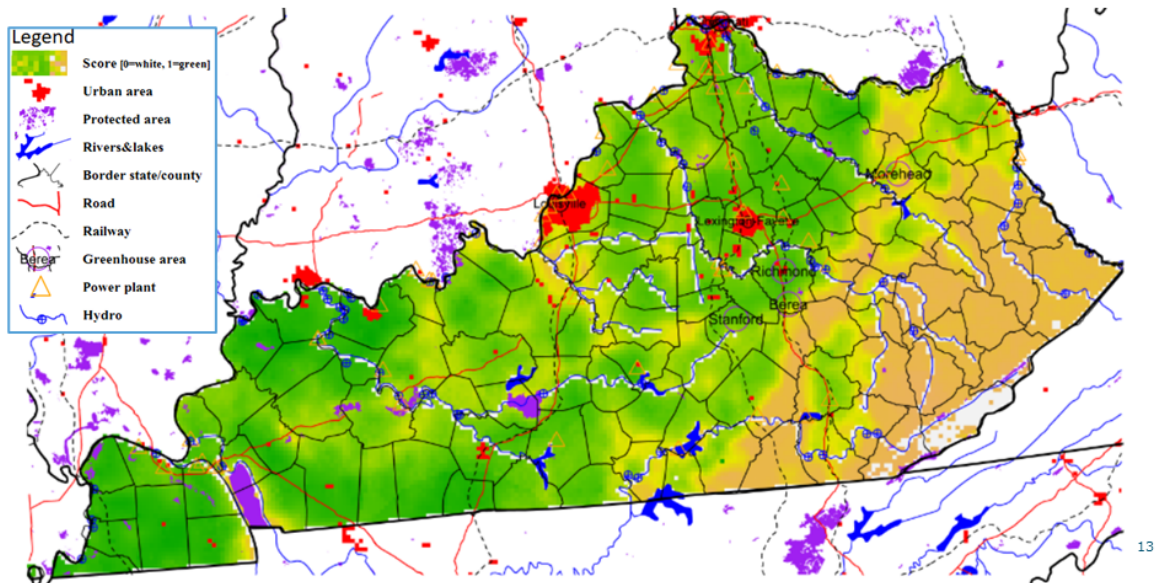 Legend
Score [0=white, 1=green]
Urban area
Protected area
Rivers&lakes
Border state/county
Road
Railway
Berea
Greenhouse area
Power plant
Hydro
Morehead
Louisville
Lexington-Fayette
Richmond
Berea
Stanford
13